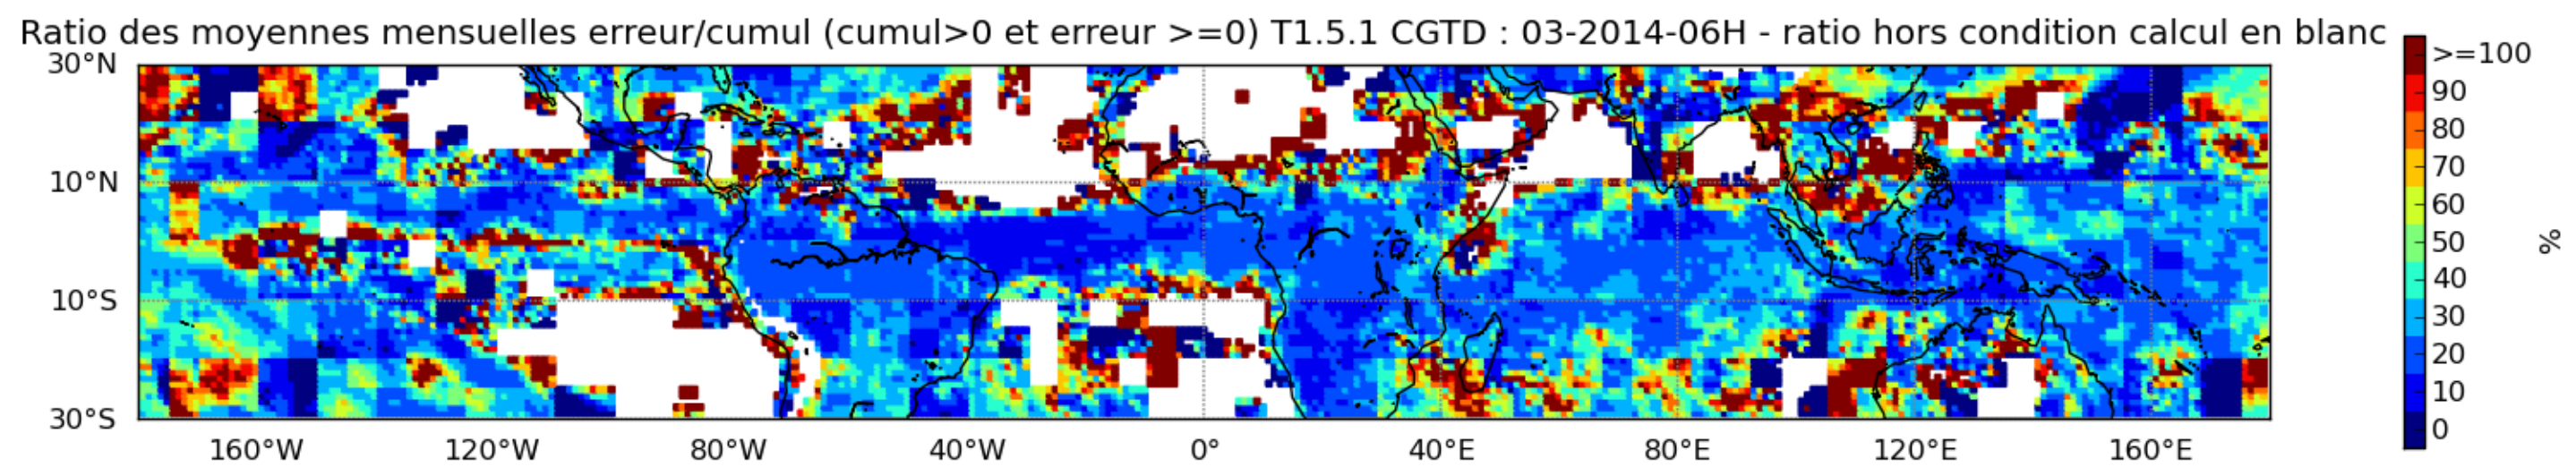 Ratio des moyennes mensuelles erreur/cumul (cumul>0 et erreur >=0) T1.5.1 CGTD : 03-2014-06H - ratio hors condition calcul en blanc
30°N
10°N
10°S
30°S
160°W 120°W 80°W 40°W 0° 40°E 80°E 120°E 160°E
>=100
90
80
70
60
50
40
30
20
10
0
%